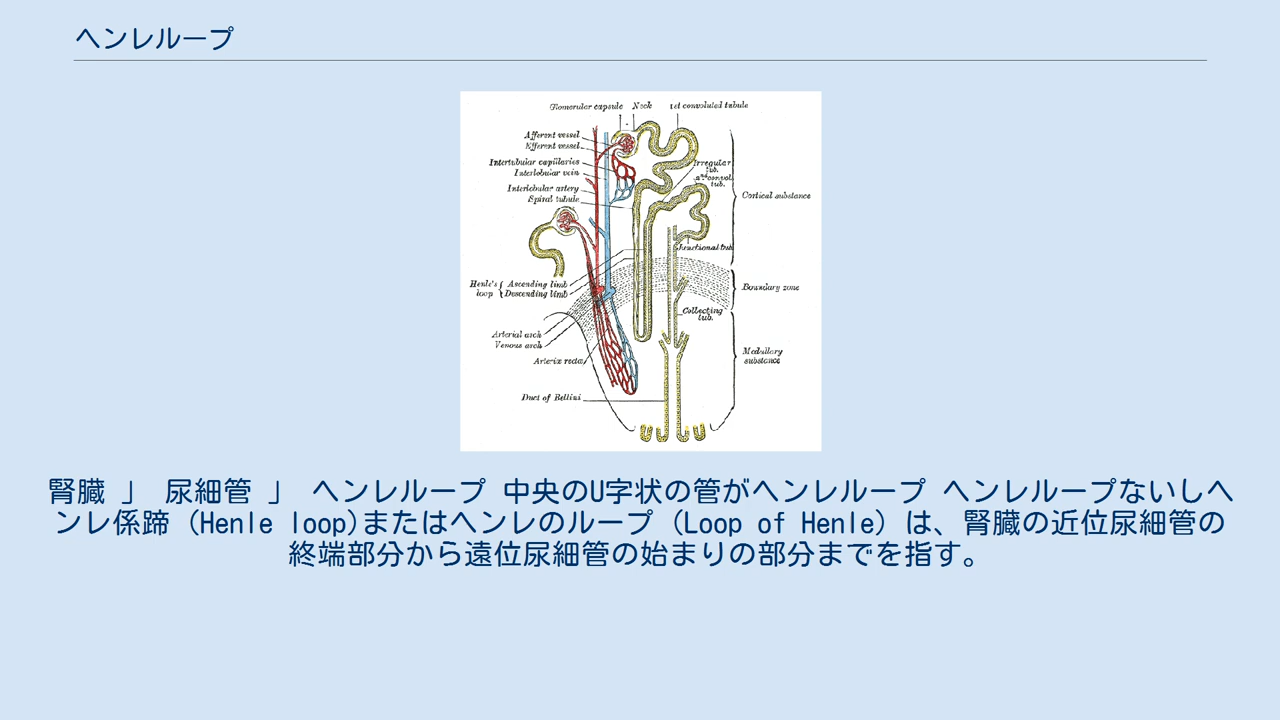 ヘンレループ
Glomerular capsule Neck 1st convoluted tubule
Afferent vessel
Efferent vessel
Intertubular capillaries
Interlobular vein
Interlobular artery
Spiral tubule
Irregular tub.
2nd convol. tub.
Cortical substance
Junctional tub.
Henle's loop { Ascending limb
Descending limb
Boundary zone
Collecting tub.
Arterial arch
Venous arch
Arteriæ rectæ
Medullary substance
Duct of Bellini
腎臓 」 尿細管 」 ヘンレループ 中央のU字状の管がヘンレループ ヘンレループないしヘ
ンレ係蹄 (Henle loop)またはヘンレのループ (Loop of Henle) は、腎臓の近位尿細管の
終端部分から遠位尿細管の始まりの部分までを指す。